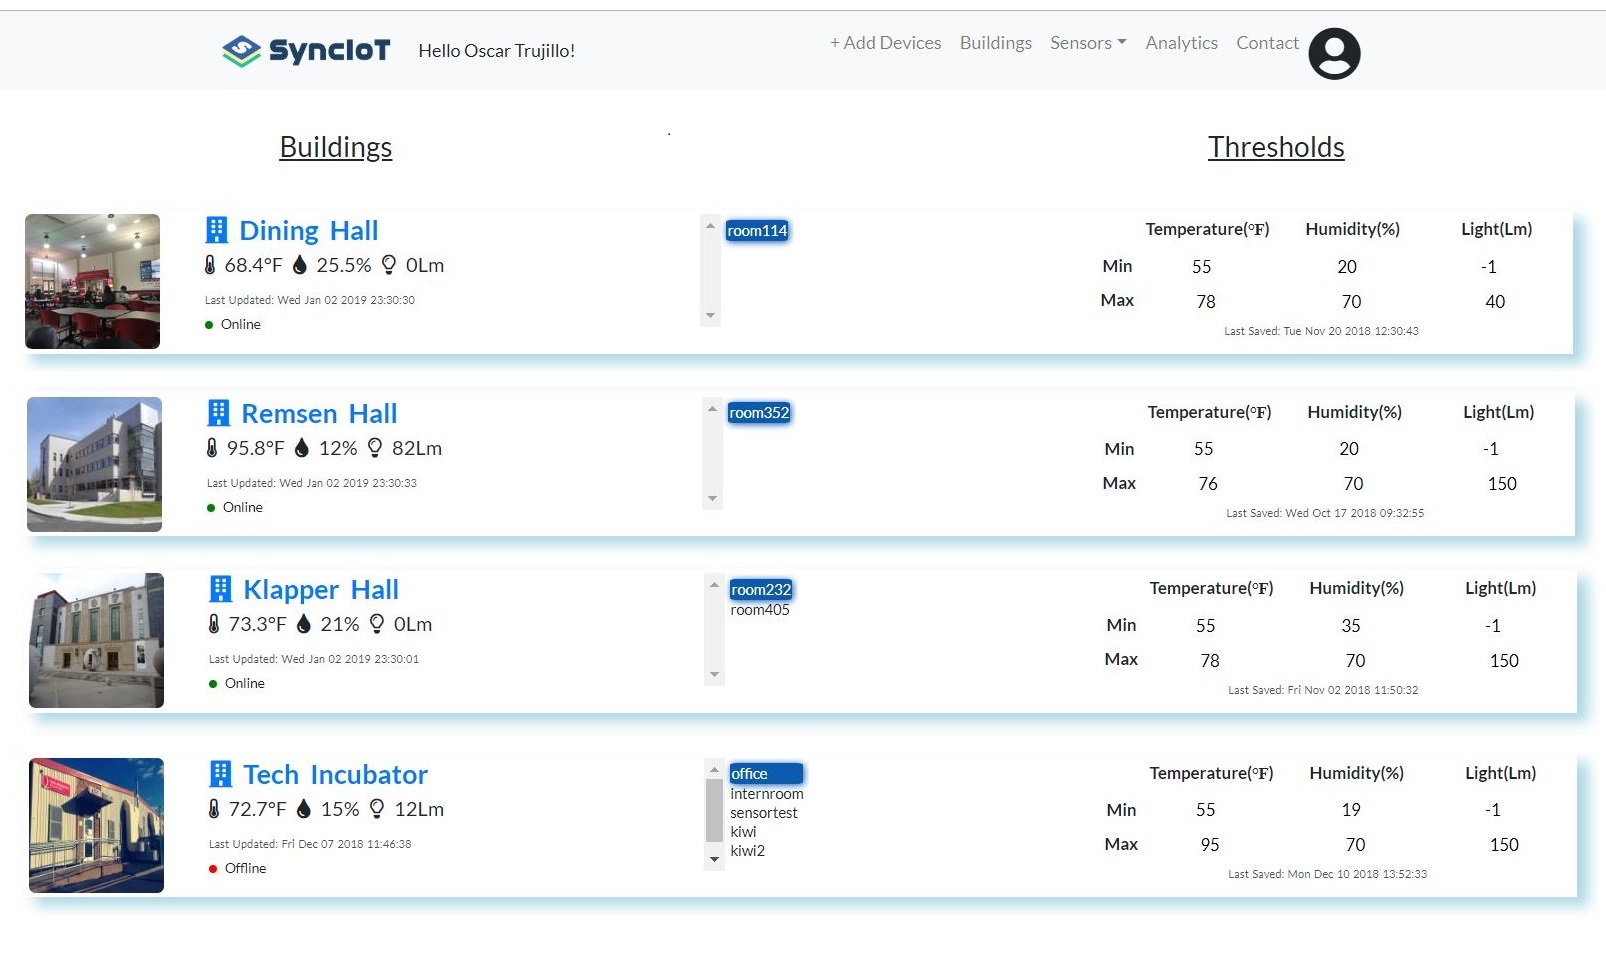 SyncIoT Hello Oscar Trujillo! + Add Devices Buildings Sensors Analytics Contact
Buildings
Thresholds
Dining Hall
68.4°F 25.5% 0Lm
Last Updated: Wed Jan 02 2019 23:30:30
Online
room114
Temperature(°F) Humidity(%) Light(Lm)
Min 55 20 -1
Max 78 70 40
Last Saved: Tue Nov 20 2018 12:30:43
Remsen Hall
95.8°F 12% 82Lm
Last Updated: Wed Jan 02 2019 23:30:33
Online
room352
Temperature(°F) Humidity(%) Light(Lm)
Min 55 20 -1
Max 76 70 150
Last Saved: Wed Oct 17 2018 09:32:55
Klapper Hall
73.3°F 21% 0Lm
Last Updated: Wed Jan 02 2019 23:30:01
Online
room232
room405
Temperature(°F) Humidity(%) Light(Lm)
Min 55 35 -1
Max 78 70 150
Last Saved: Fri Nov 02 2018 11:50:32
Tech Incubator
72.7°F 15% 12Lm
Last Updated: Fri Dec 07 2018 11:46:38
Offline
office
internroom
sensortest
kiwi
kiwi2
Temperature(°F) Humidity(%) Light(Lm)
Min 55 19 -1
Max 95 70 150
Last Saved: Mon Dec 10 2018 13:52:33